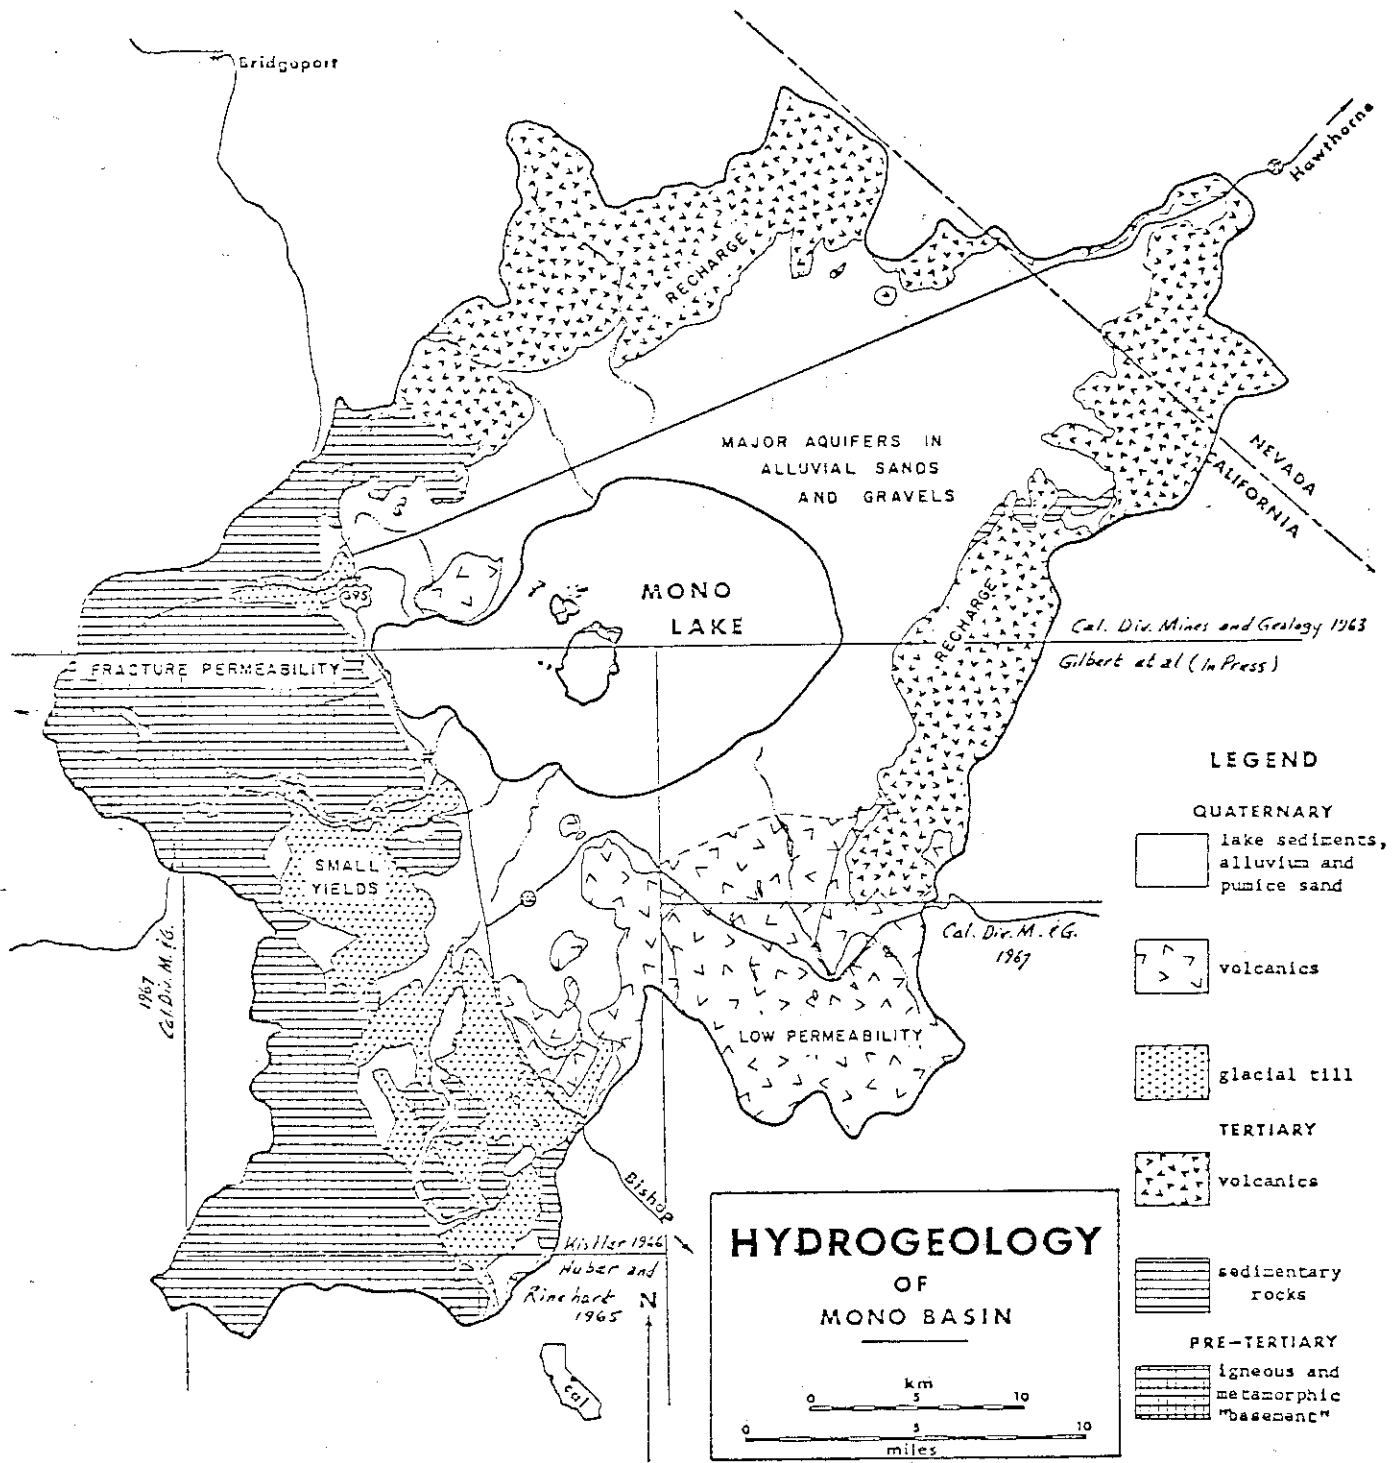 Bridgeport
Hawthorne
RECHARGE
MAJOR AQUIFERS IN
ALLUVIAL SANDS
AND GRAVELS
NEVADA
CALIFORNIA
395
MONO
LAKE
RECHARGE
Cal. Div. Mines and Geology 1963
Gilbert et al (In Press)
FRACTURE PERMEABILITY
SMALL
YIELDS
1967
Cal. Div. M. & G.
Cal. Div. M. & G.
1967
LOW PERMEABILITY
Bishop
Kistler 1966
Huber and
Rinehart
1965
N
cal
LEGEND
QUATERNARY
lake sediments,
alluvium and
pumice sand
volcanics
glacial till
TERTIARY
volcanics
sedimentary
rocks
PRE-TERTIARY
igneous and
metamorphic
"basement"
HYDROGEOLOGY
OF
MONO BASIN
km
0 5 10
0 5 10
miles